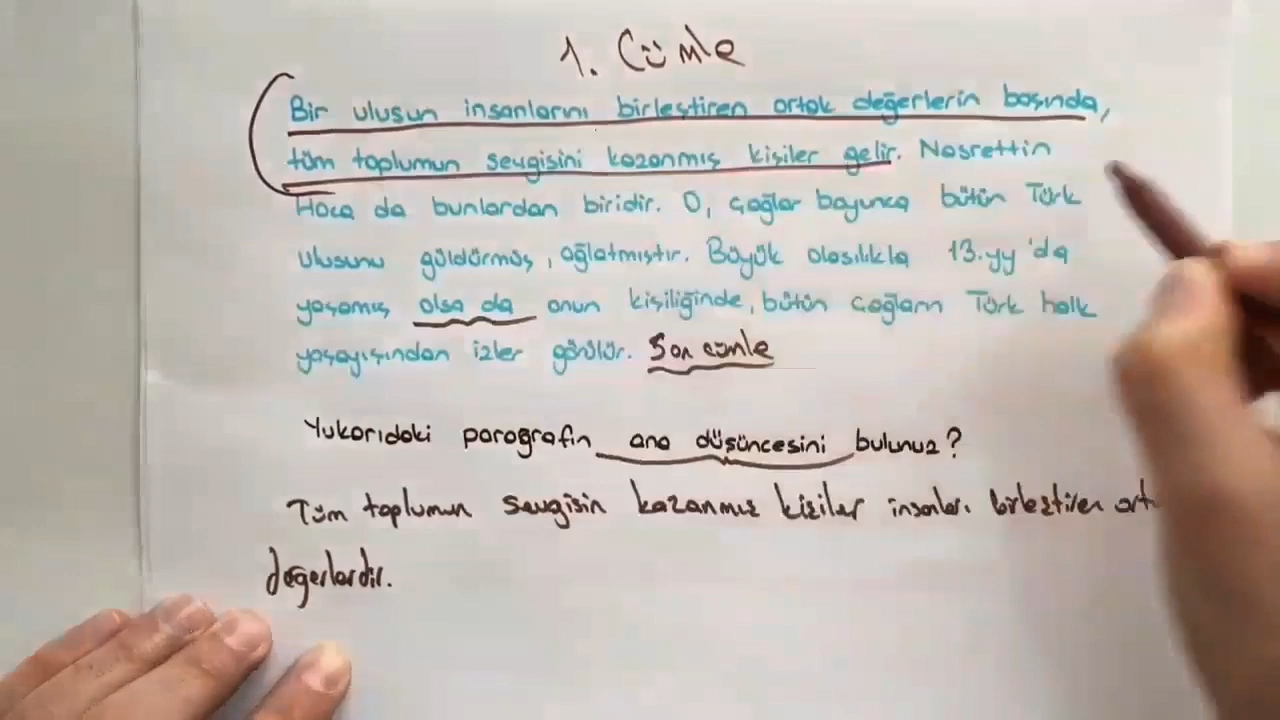 1. Cümle
Bir ulusun insanlarını birleştiren ortak değerlerin başında,
tüm toplumun sevgisini kazanmış kişiler gelir. Nasrettin
Hoca da bunlardan biridir. O, çağlar boyunca bütün Türk
ulusunu güldürmüş, ağlatmıştır. Büyük olasılıkla 13.yy'da
yaşamış olsa da onun kişiliğinde, bütün çağların Türk halk
yaşayışından izler görülür. Son cümle
Yukarıdaki paragrafın ana düşüncesini bulunuz?
Tüm toplumun sevgisin kazanmış kişiler insanları birleştiren
değerlerdir.